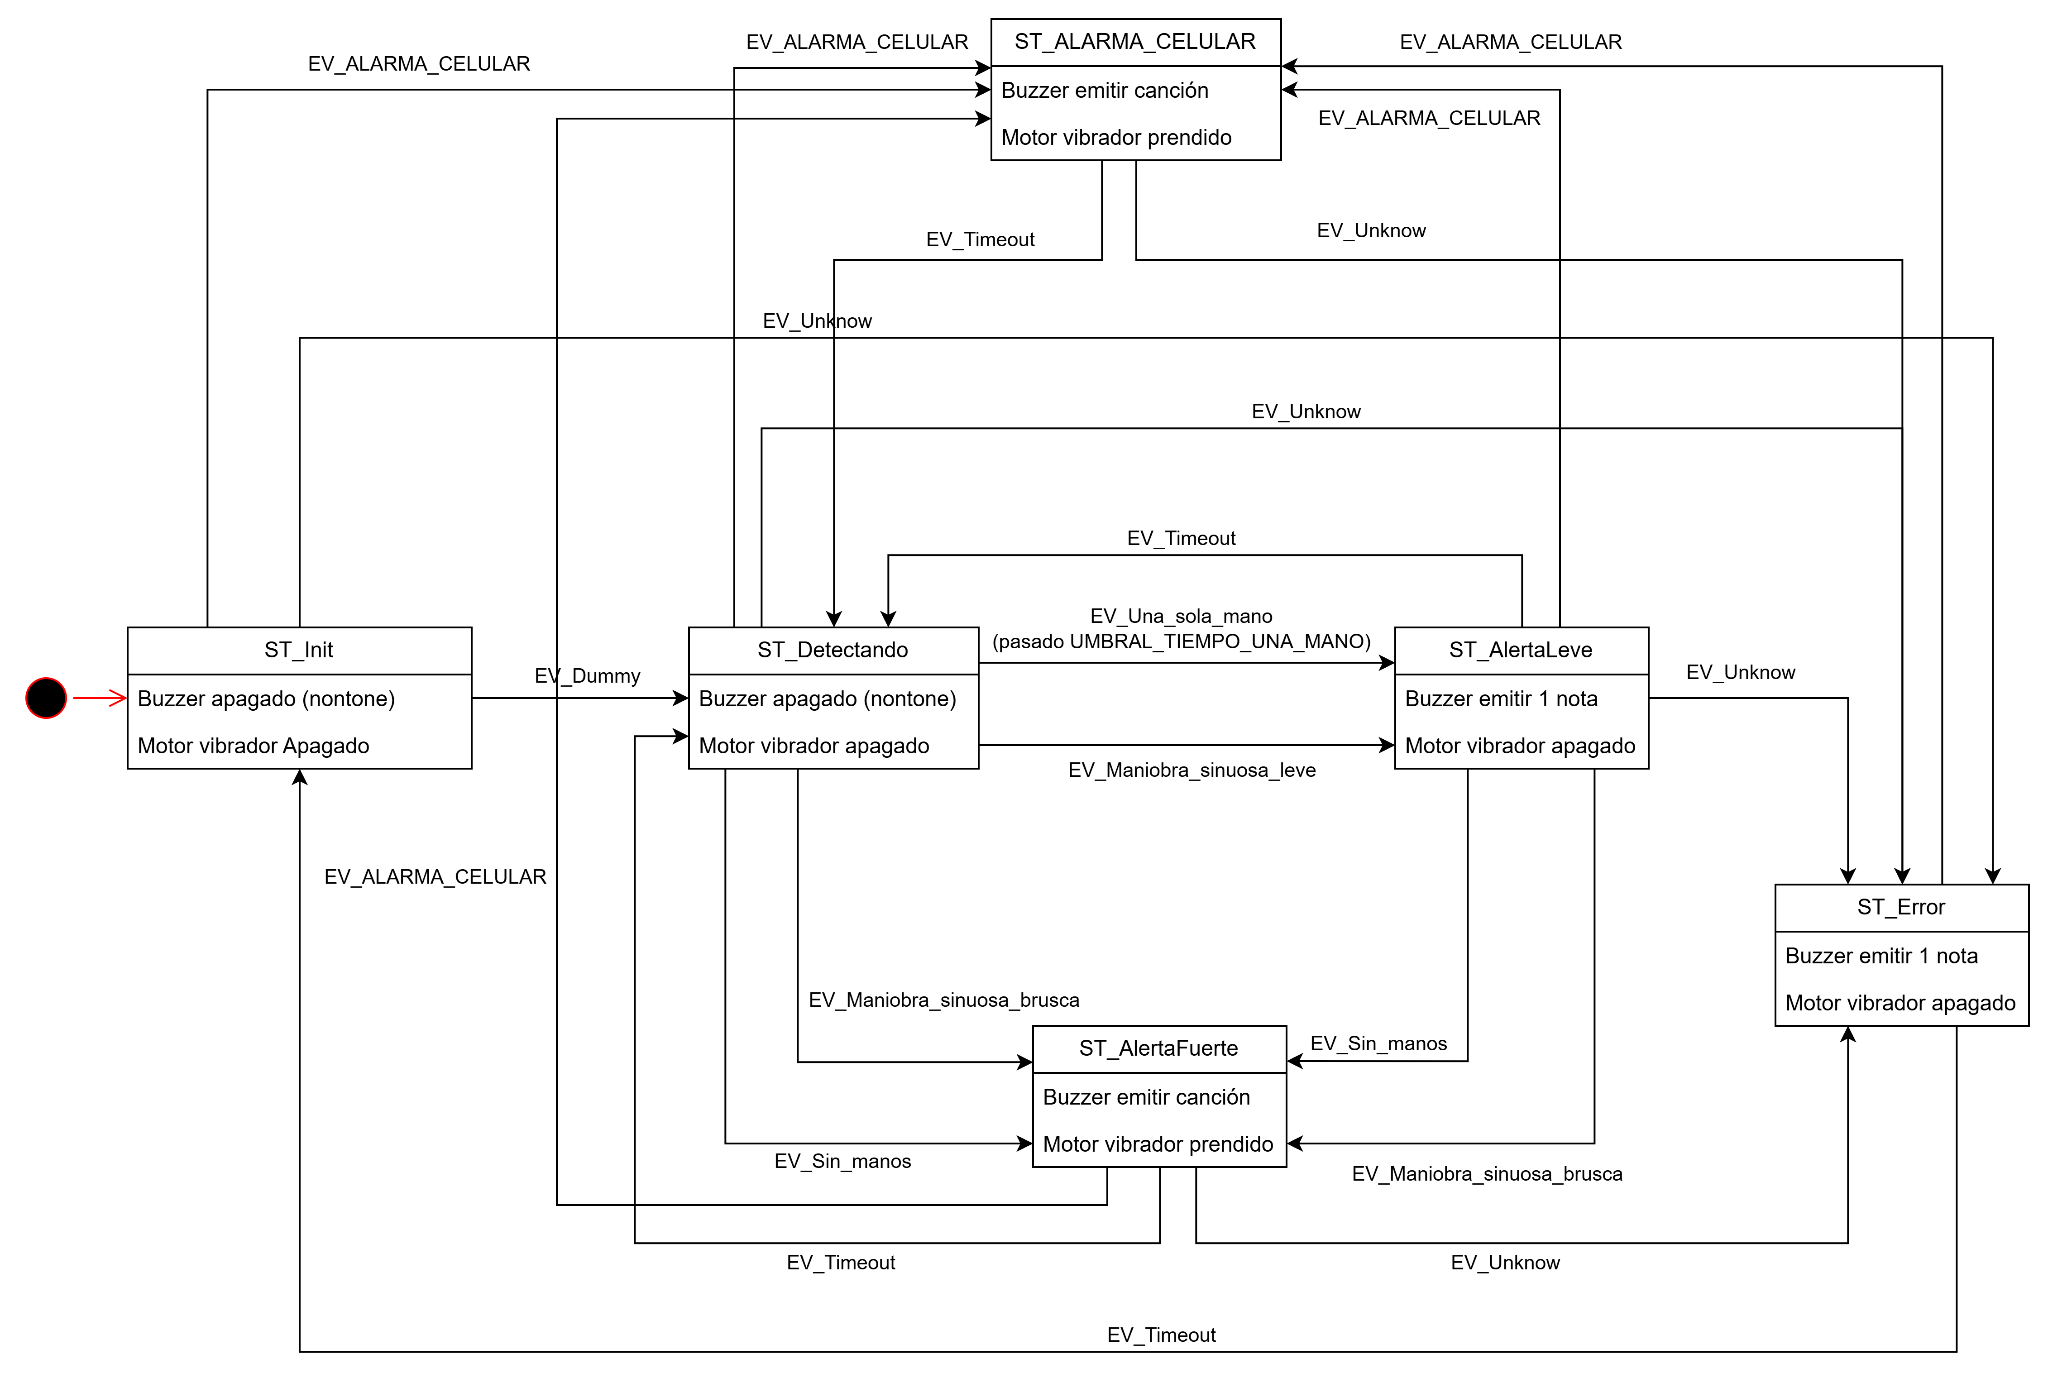 ST_ALARMA_CELULAR
Buzzer emitir canción
Motor vibrador prendido
EV_ALARMA_CELULAR
EV_ALARMA_CELULAR
EV_ALARMA_CELULAR
EV_ALARMA_CELULAR
EV_Timeout
EV_Unknow
EV_Unknow
EV_Unknow
EV_Timeout
ST_Init
Buzzer apagado (nontone)
Motor vibrador Apagado
EV_Dummy
ST_Detectando
Buzzer apagado (nontone)
Motor vibrador apagado
EV_Una_sola_mano
(pasado UMBRAL_TIEMPO_UNA_MANO)
EV_Maniobra_sinuosa_leve
ST_AlertaLeve
Buzzer emitir 1 nota
Motor vibrador apagado
EV_Unknow
EV_ALARMA_CELULAR
ST_Error
Buzzer emitir 1 nota
Motor vibrador apagado
EV_Maniobra_sinuosa_brusca
EV_Sin_manos
ST_AlertaFuerte
Buzzer emitir canción
Motor vibrador prendido
EV_Sin_manos
EV_Maniobra_sinuosa_brusca
EV_Timeout
EV_Unknow
EV_Timeout